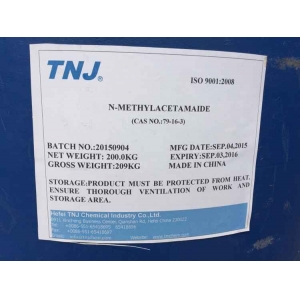 TNJ
ISO 9001:2008
N-METHYLACETAMAIDE
(CAS NO.:79-16-3)
BATCH NO.:20150904 MFG DATE:SEP.04,2015
NET WEIGHT: 200.0KG EXPIRY:SEP.03,2016
GROSS WEIGHT:209KG MADE IN CHINA
STORAGE:PRODUCT MUST BE PROTECTED FROM HEAT.
ENSURE THOROUGH VENTILATION OF WORK AND
STORAGE AREA.
Hefei TNJ Chemical Industry Co., Ltd.